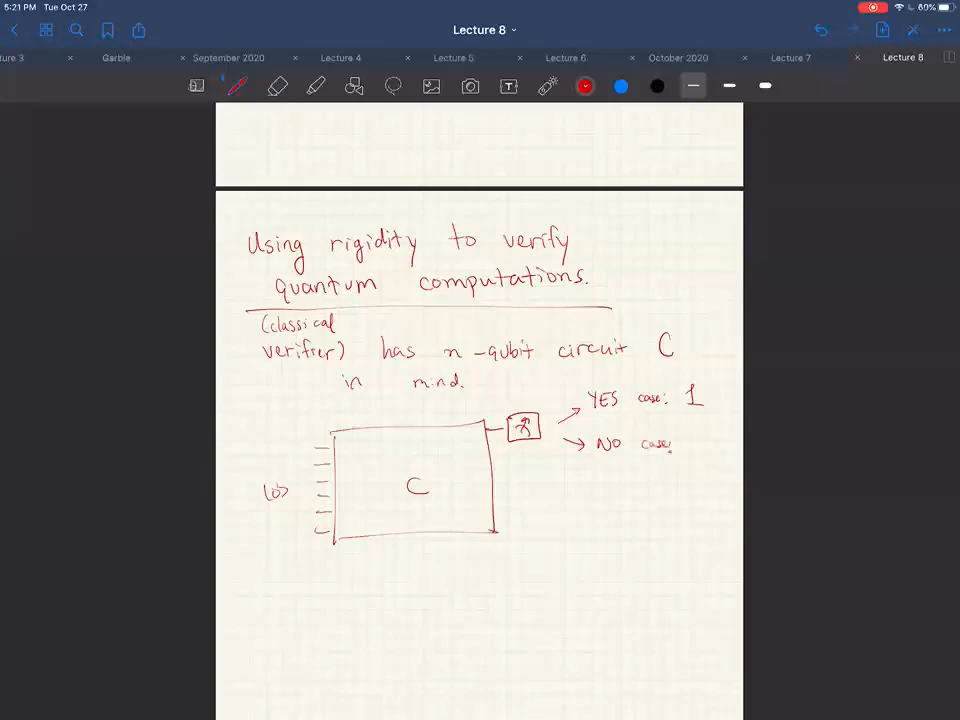 5:21 PM Tue Oct 27
60%
Lecture 8
ure 3
Garble
September 2020
Lecture 4
Lecture 5
Lecture 6
October 2020
Lecture 7
Lecture 8
T
Using rigidity to verify
quantum computations.
(classical
verifier) has n-qubit circuit C
in mind.
YES case: 1
NO case:
|0>
C